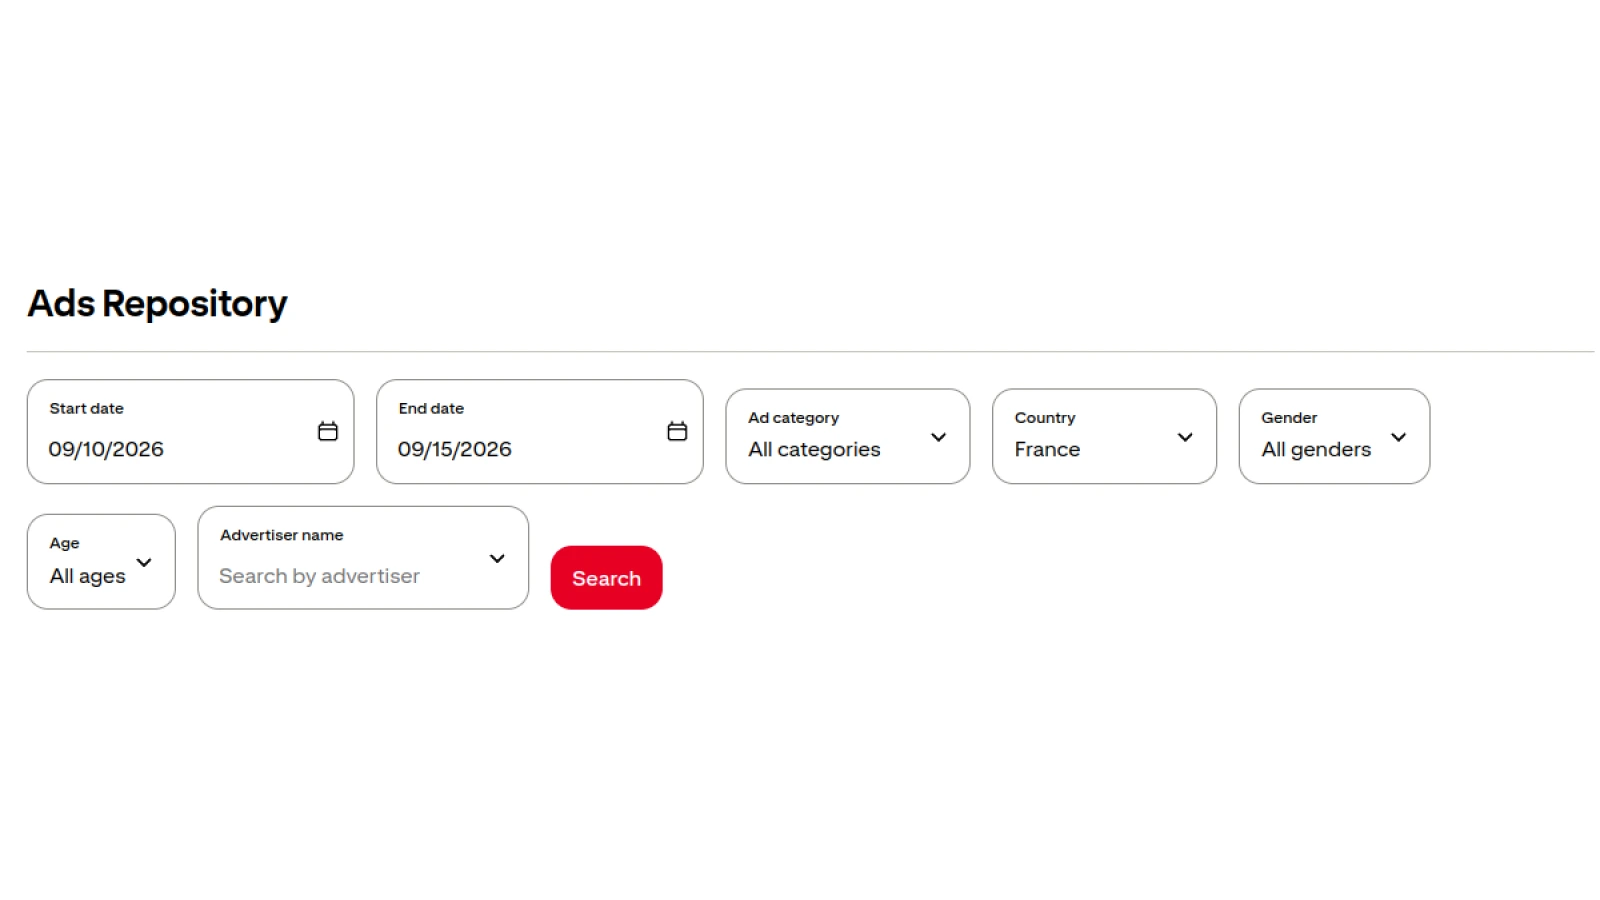 Ads Repository
Start date
09/10/2026
End date
09/15/2026
Ad category
All categories
Country
France
Gender
All genders
Age
All ages
Advertiser name
Search by advertiser
Search